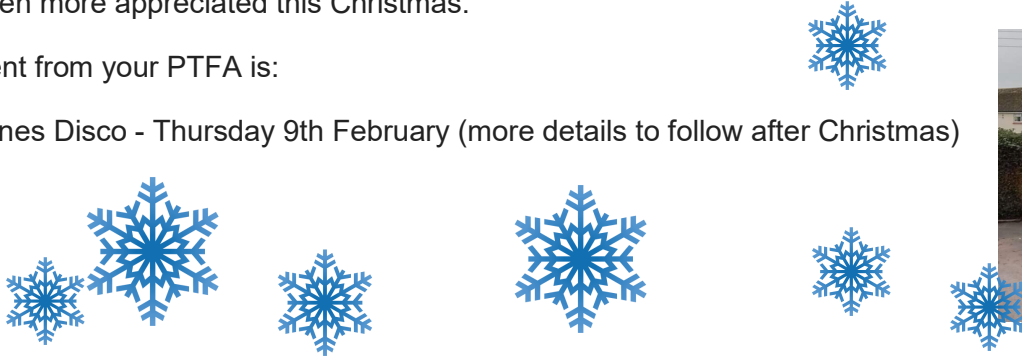 en more appreciated this Christmas.
ent from your PTFA is:
nes Disco - Thursday 9th February (more details to follow after Christmas)